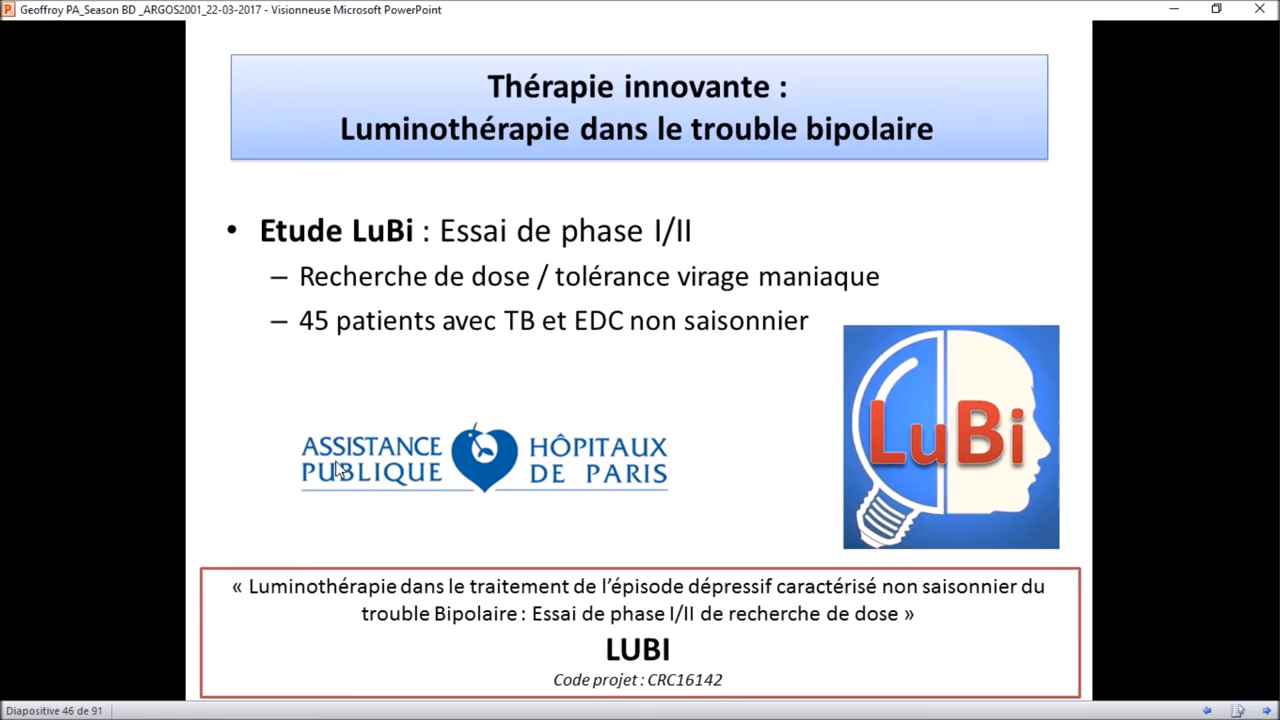 Geoffroy PA_Season BD _ARGOS2001_22-03-2017 - Visionneuse Microsoft PowerPoint
Thérapie innovante :
Luminothérapie dans le trouble bipolaire
• Etude LuBi : Essai de phase I/II
– Recherche de dose / tolérance virage maniaque
– 45 patients avec TB et EDC non saisonnier
LuBi
ASSISTANCE HÔPITAUX
PUBLIQUE DE PARIS
« Luminothérapie dans le traitement de l'épisode dépressif caractérisé non saisonnier du
trouble Bipolaire : Essai de phase I/II de recherche de dose »
LUBI
Code projet : CRC16142
Diapositive 46 de 91